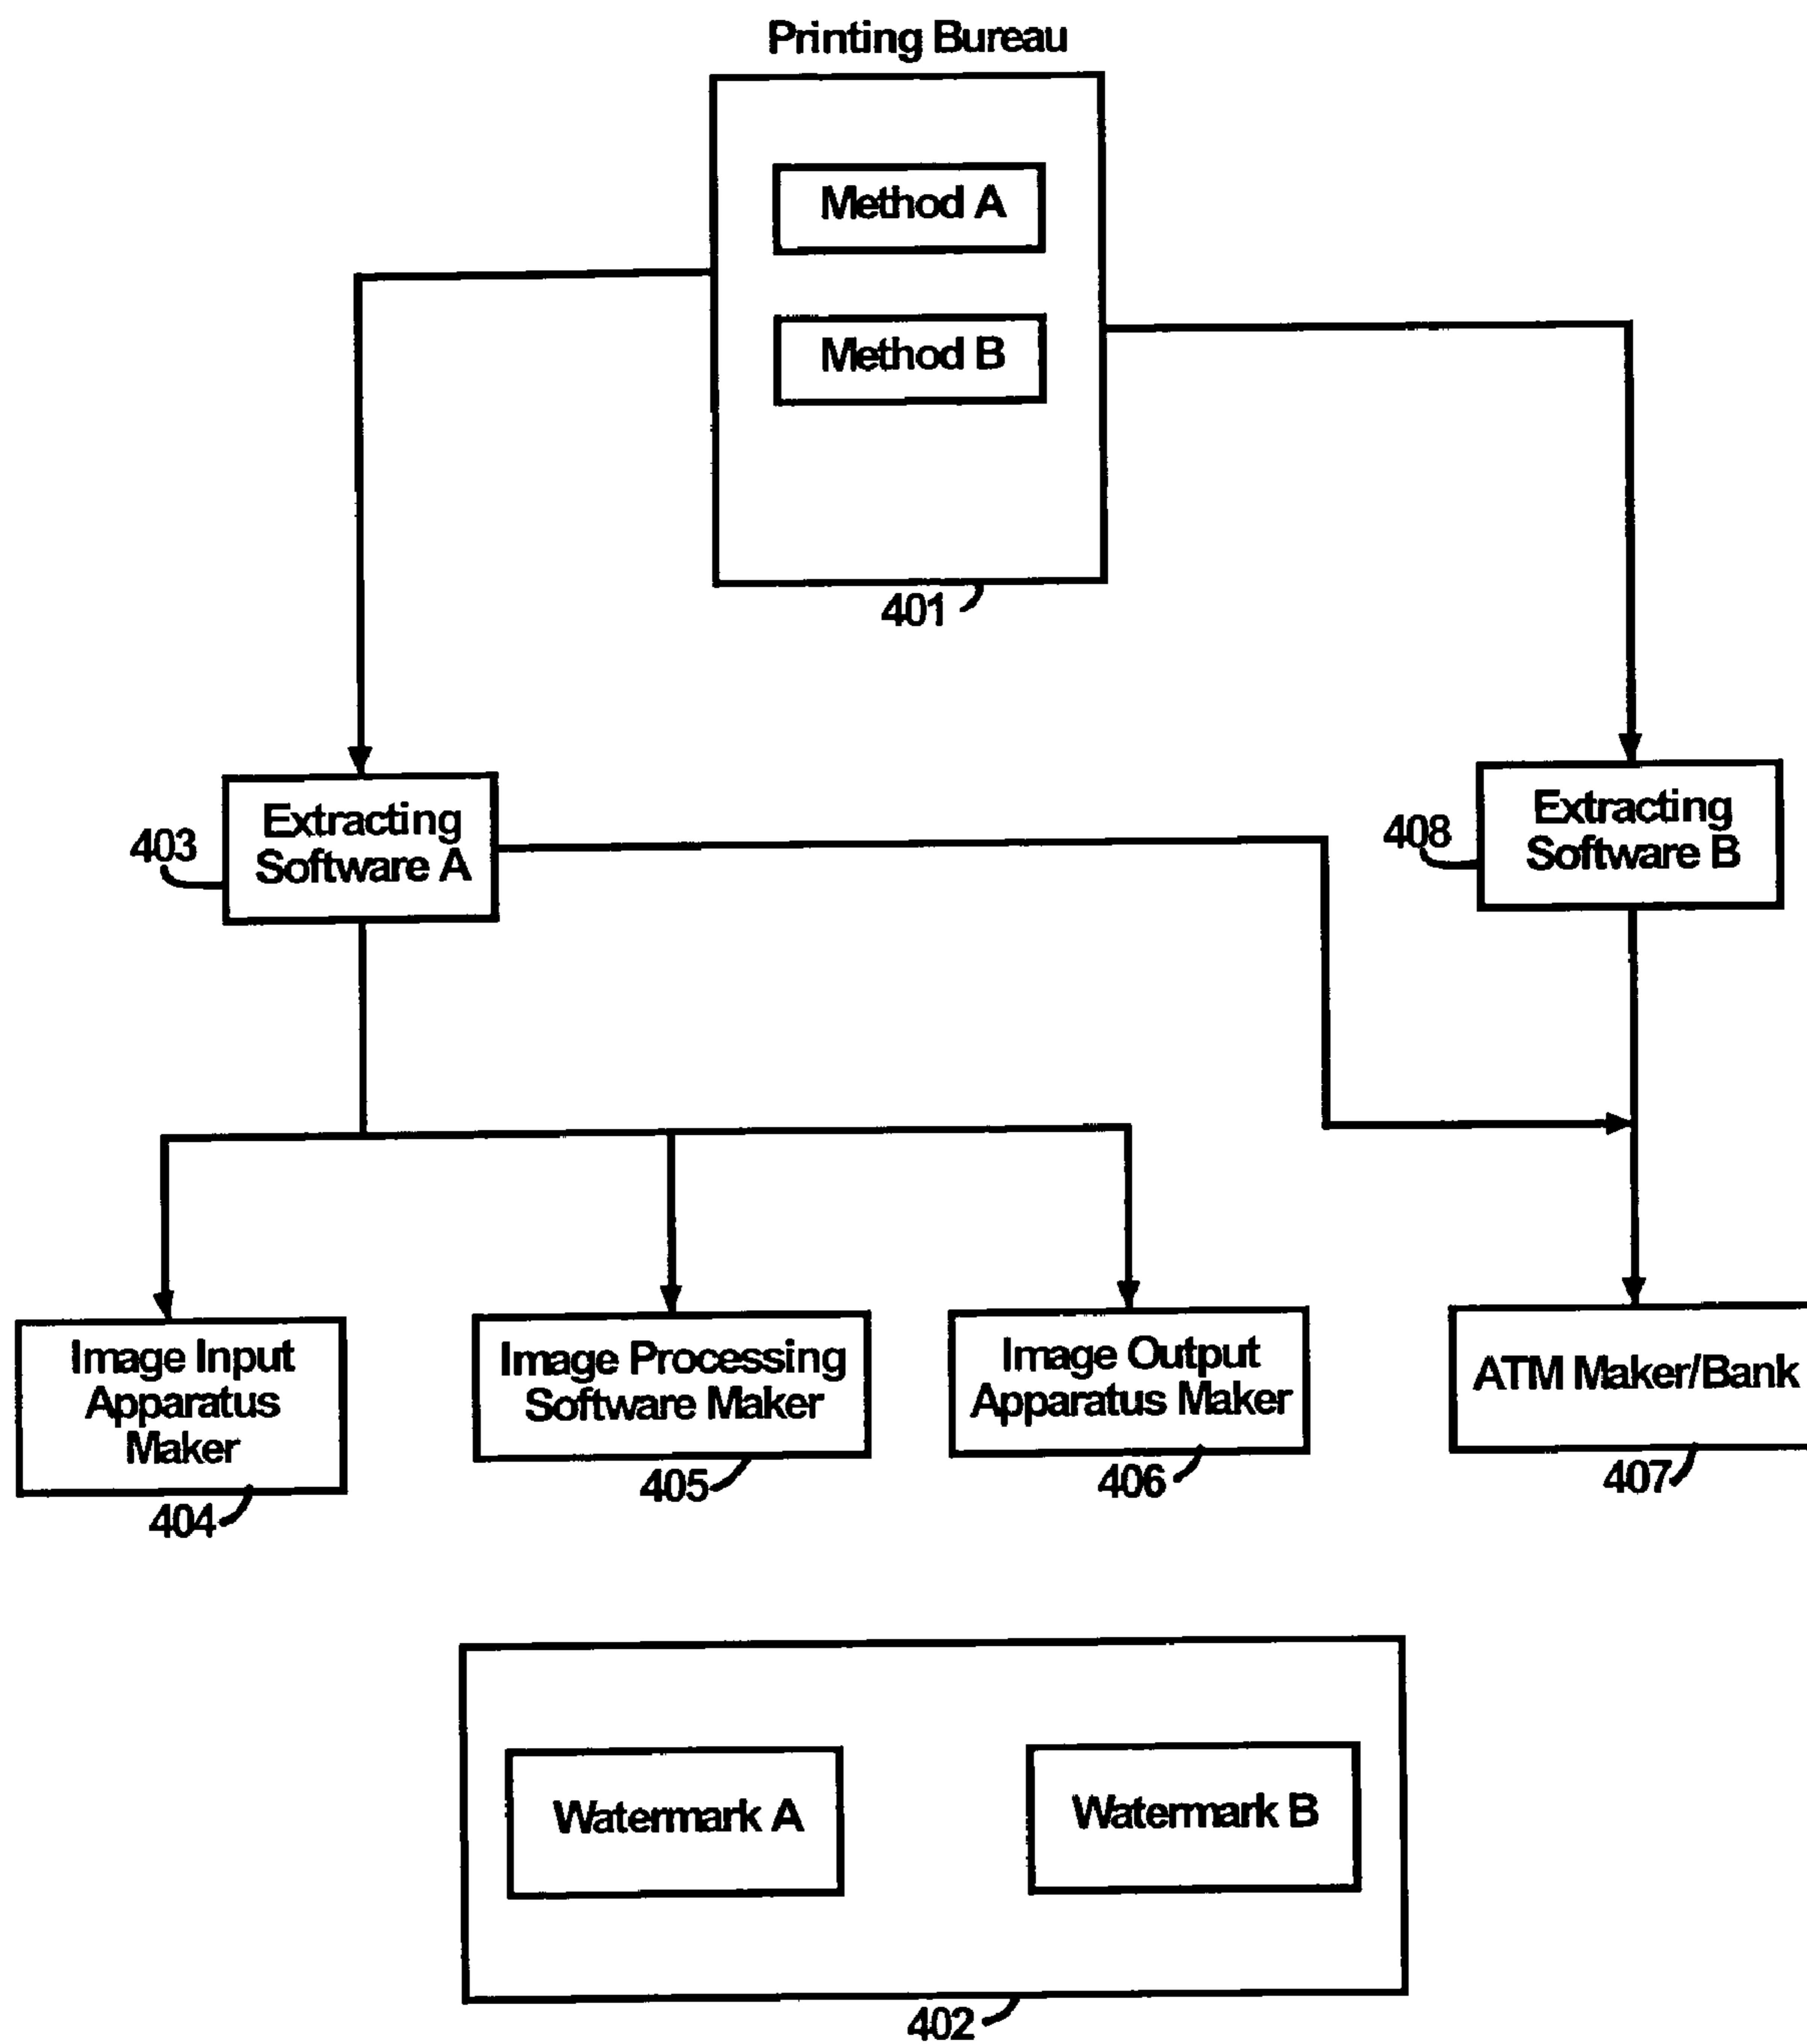 Printing Bureau
Method A
Method B
401
Extracting
Software A
403
Extracting
Software B
408
Image Input
Apparatus
Maker
404
Image Processing
Software Maker
405
Image Output
Apparatus Maker
406
ATM Maker/Bank
407
Watermark A
Watermark B
402